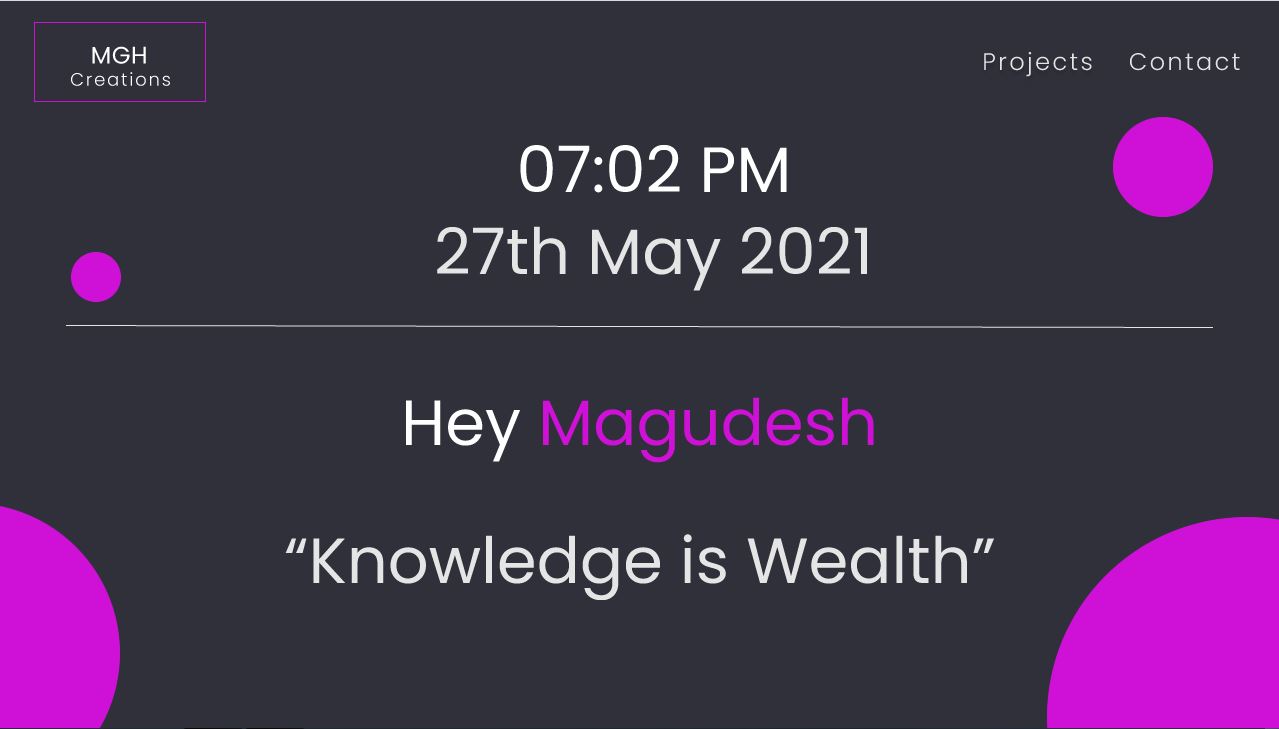 MGH
Creations
Projects Contact
07:02 PM
27th May 2021
Hey Magudesh
“Knowledge is Wealth”